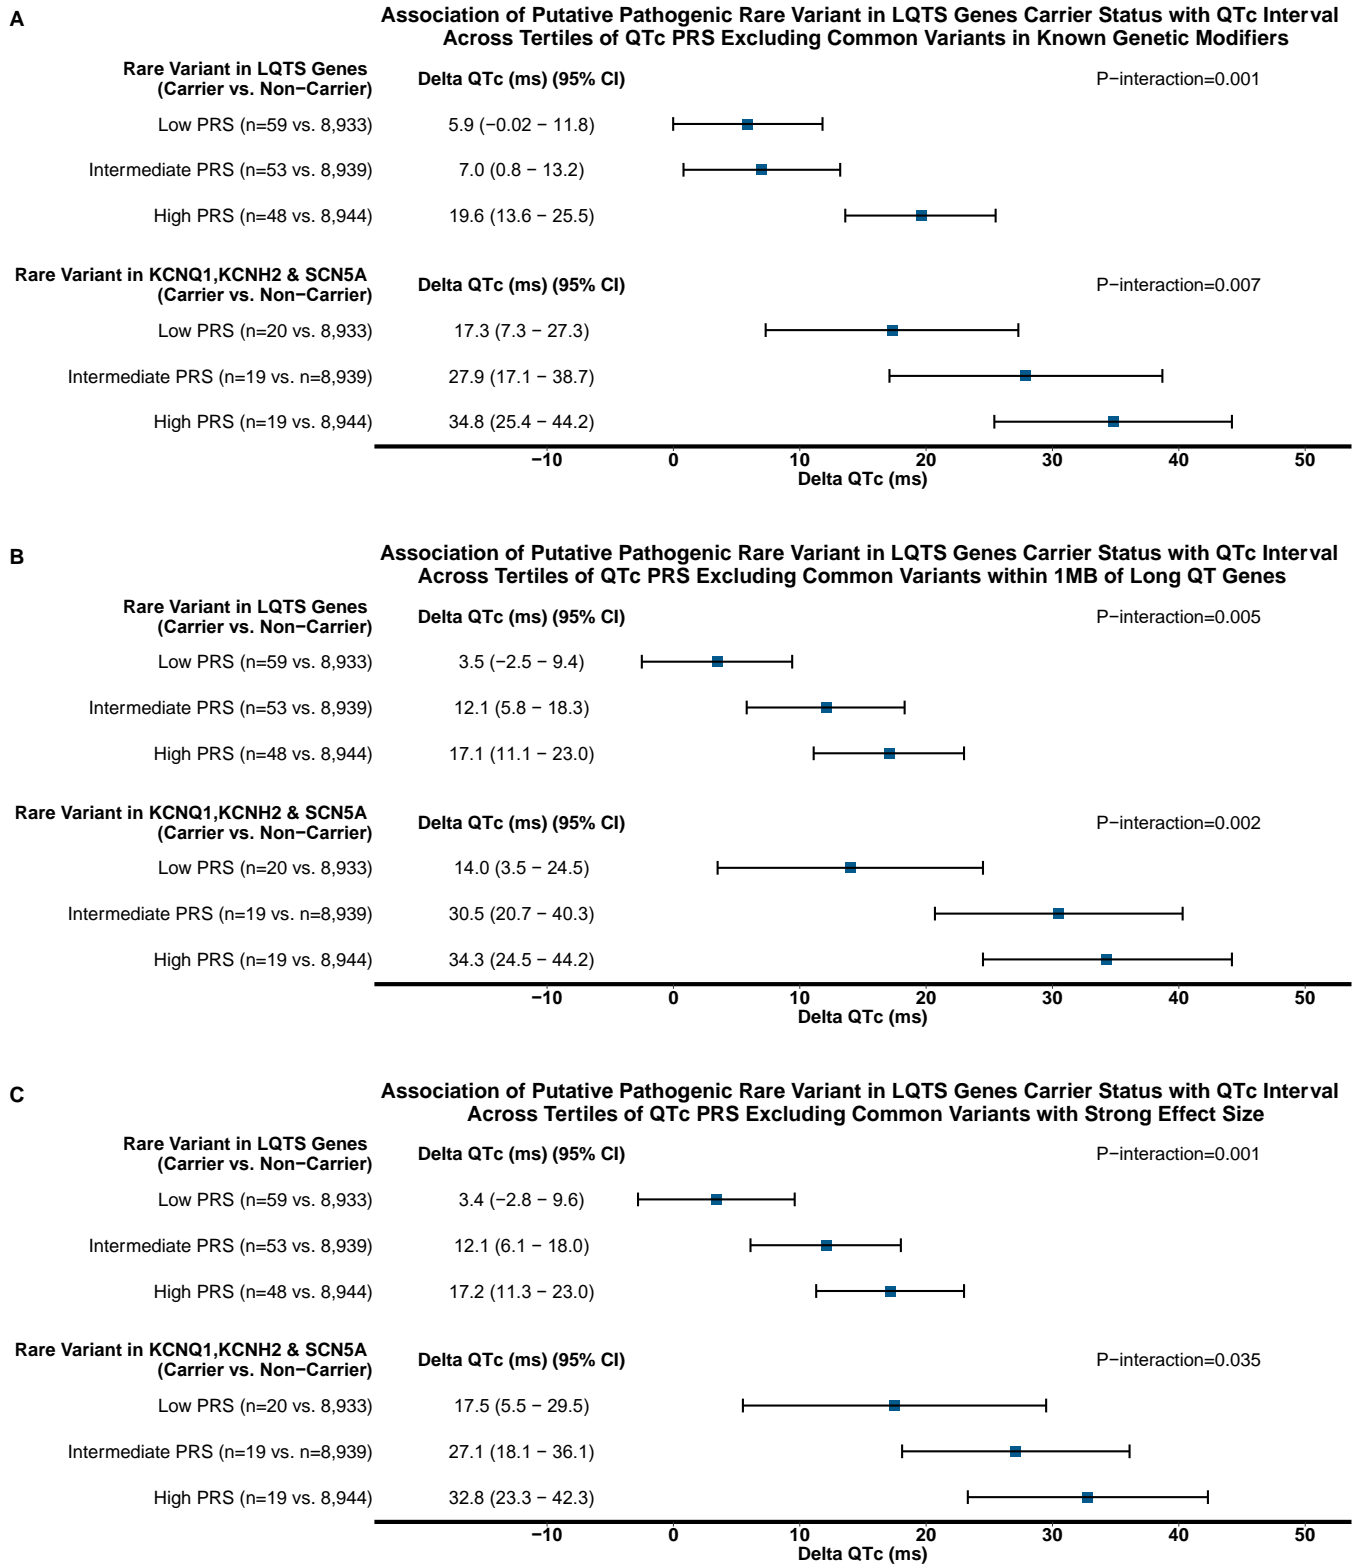 A
Association of Putative Pathogenic Rare Variant in LQTS Genes Carrier Status with QTc Interval
Across Tertiles of QTc PRS Excluding Common Variants in Known Genetic Modifiers
Rare Variant in LQTS Genes
(Carrier vs. Non−Carrier)
Delta QTc (ms) (95% CI)
P−interaction=0.001
Low PRS (n=59 vs. 8,933) 5.9 (−0.02 − 11.8)
Intermediate PRS (n=53 vs. 8,939) 7.0 (0.8 − 13.2)
High PRS (n=48 vs. 8,944) 19.6 (13.6 − 25.5)
Rare Variant in KCNQ1,KCNH2 & SCN5A
(Carrier vs. Non−Carrier)
Delta QTc (ms) (95% CI)
P−interaction=0.007
Low PRS (n=20 vs. 8,933) 17.3 (7.3 − 27.3)
Intermediate PRS (n=19 vs. n=8,939) 27.9 (17.1 − 38.7)
High PRS (n=19 vs. 8,944) 34.8 (25.4 − 44.2)
−10 0 10 20 30 40 50
Delta QTc (ms)
B
Association of Putative Pathogenic Rare Variant in LQTS Genes Carrier Status with QTc Interval
Across Tertiles of QTc PRS Excluding Common Variants within 1MB of Long QT Genes
Rare Variant in LQTS Genes
(Carrier vs. Non−Carrier)
Delta QTc (ms) (95% CI)
P−interaction=0.005
Low PRS (n=59 vs. 8,933) 3.5 (−2.5 − 9.4)
Intermediate PRS (n=53 vs. 8,939) 12.1 (5.8 − 18.3)
High PRS (n=48 vs. 8,944) 17.1 (11.1 − 23.0)
Rare Variant in KCNQ1,KCNH2 & SCN5A
(Carrier vs. Non−Carrier)
Delta QTc (ms) (95% CI)
P−interaction=0.002
Low PRS (n=20 vs. 8,933) 14.0 (3.5 − 24.5)
Intermediate PRS (n=19 vs. n=8,939) 30.5 (20.7 − 40.3)
High PRS (n=19 vs. 8,944) 34.3 (24.5 − 44.2)
−10 0 10 20 30 40 50
Delta QTc (ms)
C
Association of Putative Pathogenic Rare Variant in LQTS Genes Carrier Status with QTc Interval
Across Tertiles of QTc PRS Excluding Common Variants with Strong Effect Size
Rare Variant in LQTS Genes
(Carrier vs. Non−Carrier)
Delta QTc (ms) (95% CI)
P−interaction=0.001
Low PRS (n=59 vs. 8,933) 3.4 (−2.8 − 9.6)
Intermediate PRS (n=53 vs. 8,939) 12.1 (6.1 − 18.0)
High PRS (n=48 vs. 8,944) 17.2 (11.3 − 23.0)
Rare Variant in KCNQ1,KCNH2 & SCN5A
(Carrier vs. Non−Carrier)
Delta QTc (ms) (95% CI)
P−interaction=0.035
Low PRS (n=20 vs. 8,933) 17.5 (5.5 − 29.5)
Intermediate PRS (n=19 vs. n=8,939) 27.1 (18.1 − 36.1)
High PRS (n=19 vs. 8,944) 32.8 (23.3 − 42.3)
−10 0 10 20 30 40 50
Delta QTc (ms)